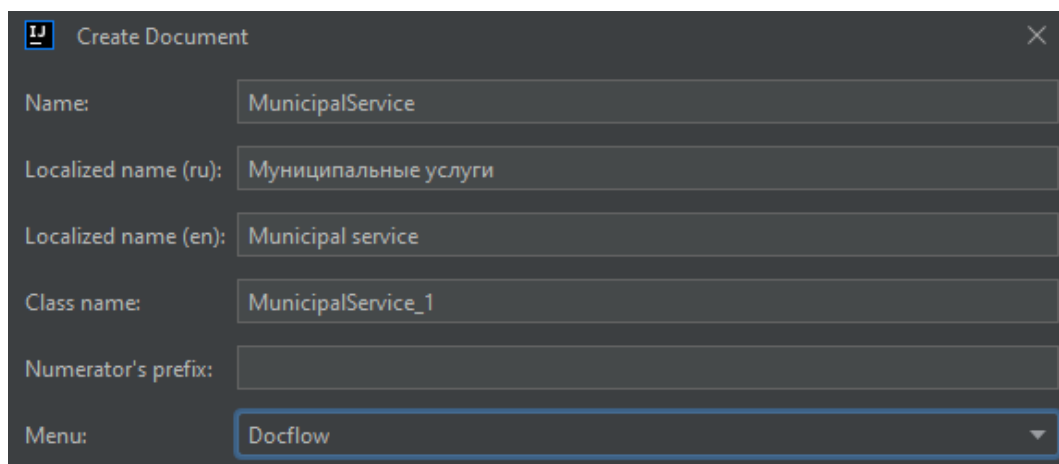 IJ Create Document
Name: MunicipalService
Localized name (ru): Муниципальные услуги
Localized name (en): Municipal service
Class name: MunicipalService_1
Numerator's prefix:
Menu: Docflow